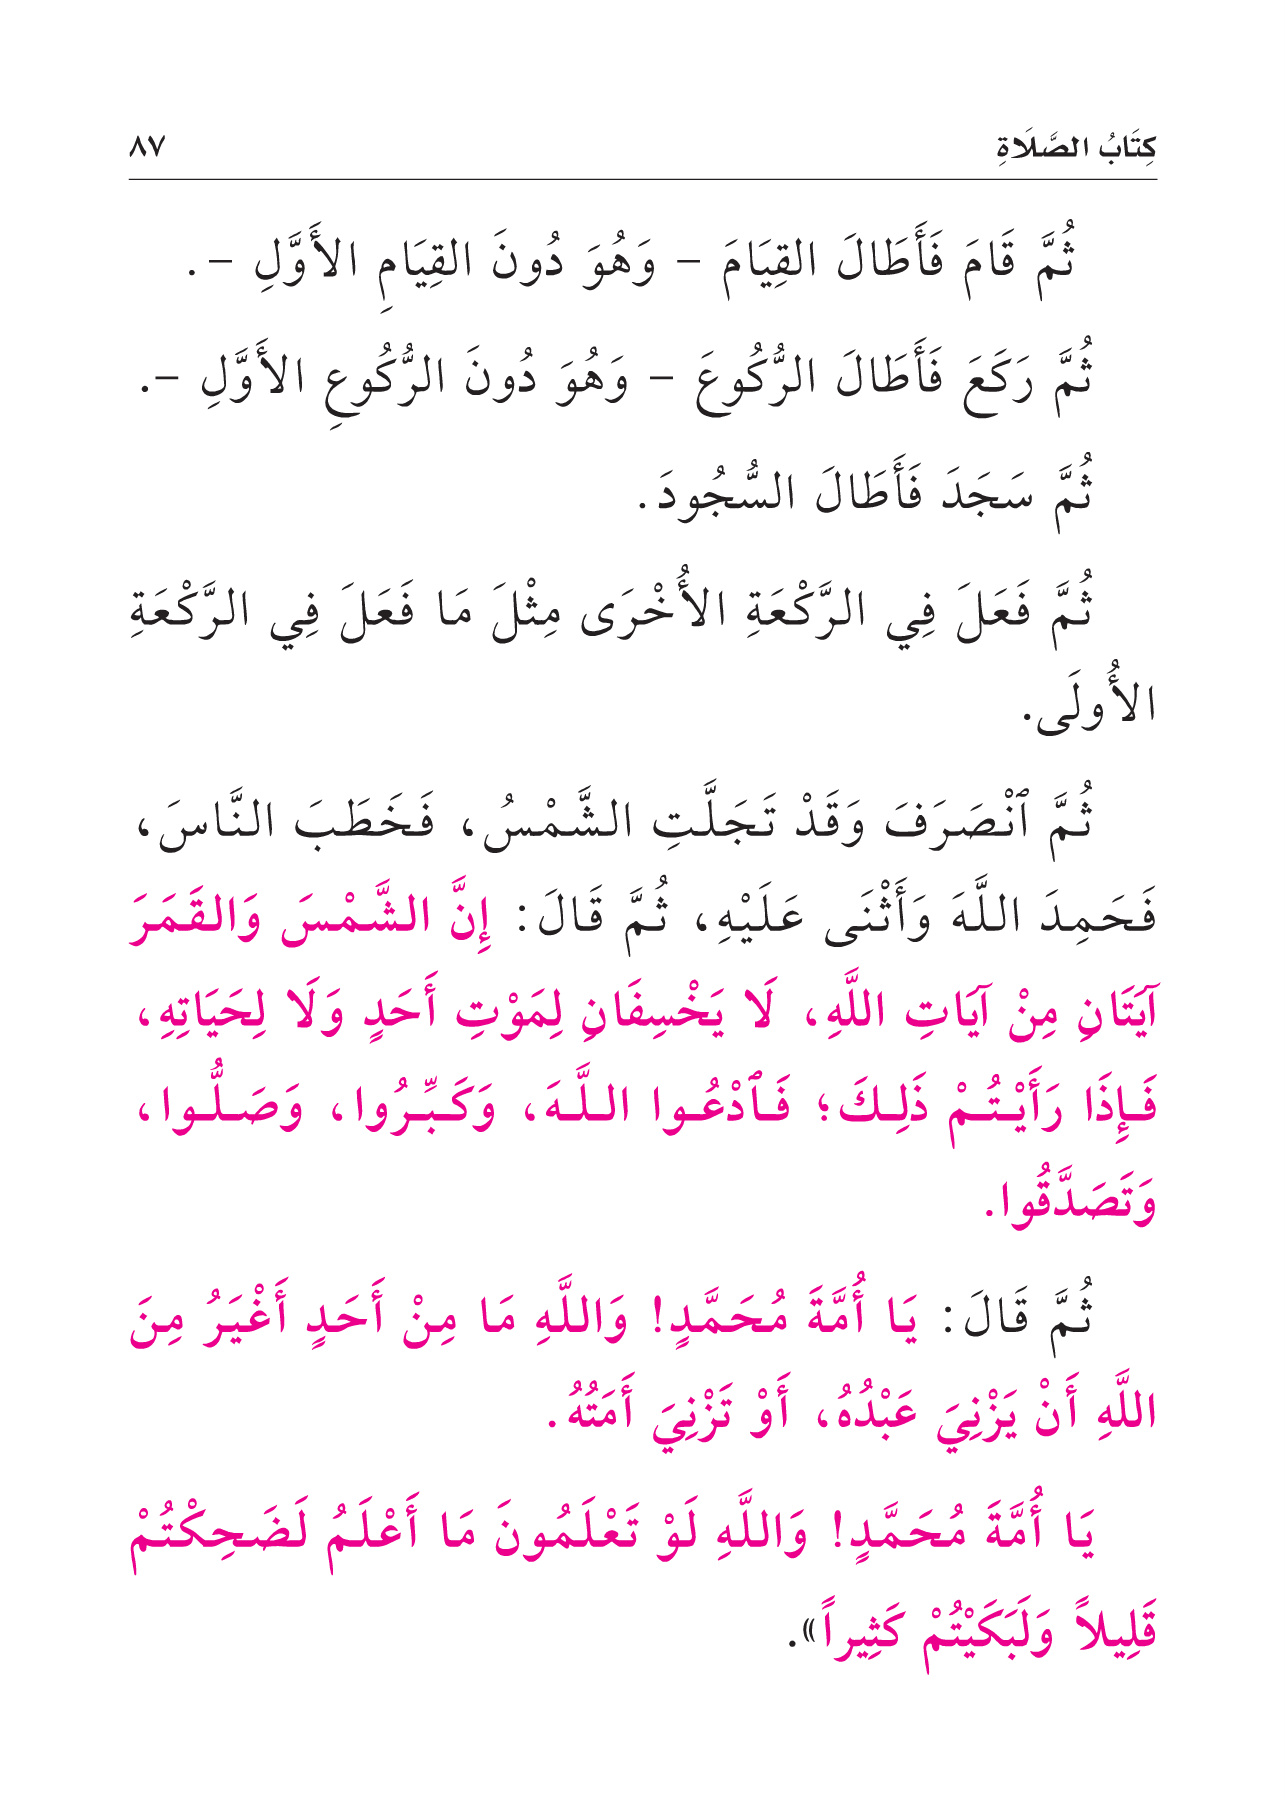 كِتَابُ الصَّلَاةِ ٨٧
ثُمَّ قَامَ فَأَطَالَ القِيَامَ – وَهُوَ دُونَ القِيَامِ الأَوَّلِ –.
ثُمَّ رَكَعَ فَأَطَالَ الرُّكُوعَ – وَهُوَ دُونَ الرُّكُوعِ الأَوَّلِ –.
ثُمَّ سَجَدَ فَأَطَالَ السُّجُودَ.
ثُمَّ فَعَلَ فِي الرَّكْعَةِ الأُخْرَى مِثْلَ مَا فَعَلَ فِي الرَّكْعَةِ
الأُولَى.
ثُمَّ ٱنْصَرَفَ وَقَدْ تَجَلَّتِ الشَّمْسُ، فَخَطَبَ النَّاسَ،
فَحَمِدَ اللَّهَ وَأَثْنَى عَلَيْهِ، ثُمَّ قَالَ: إِنَّ الشَّمْسَ وَالقَمَرَ
آيَتَانِ مِنْ آيَاتِ اللَّهِ، لَا يَخْسِفَانِ لِمَوْتِ أَحَدٍ وَلَا لِحَيَاتِهِ،
فَإِذَا رَأَيْتُمْ ذَلِكَ؛ فَٱدْعُوا اللَّهَ، وَكَبِّرُوا، وَصَلُّوا،
وَتَصَدَّقُوا.
ثُمَّ قَالَ: يَا أُمَّةَ مُحَمَّدٍ! وَاللَّهِ مَا مِنْ أَحَدٍ أَغْيَرُ مِنَ
اللَّهِ أَنْ يَزْنِيَ عَبْدُهُ، أَوْ تَزْنِيَ أَمَتُهُ.
يَا أُمَّةَ مُحَمَّدٍ! وَاللَّهِ لَوْ تَعْلَمُونَ مَا أَعْلَمُ لَضَحِكْتُمْ
قَلِيلاً وَلَبَكَيْتُمْ كَثِيراً».